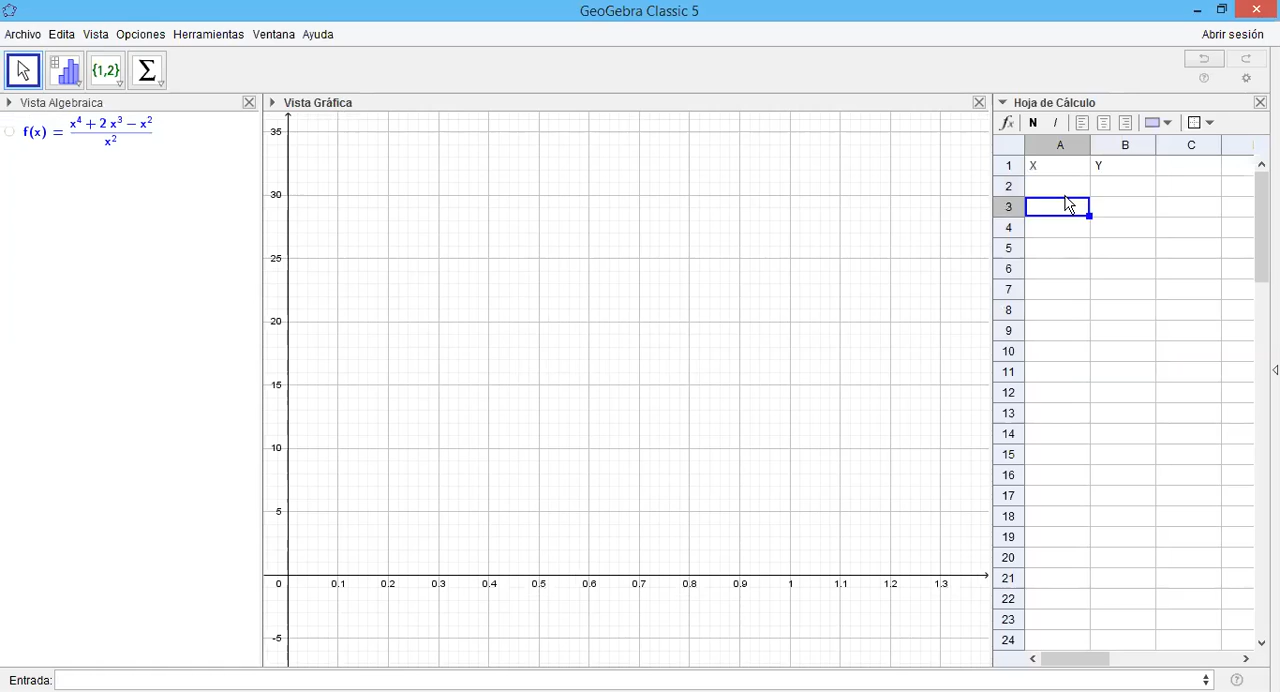 GeoGebra Classic 5
Archivo Edita Vista Opciones Herramientas Ventana Ayuda Abrir sesión
{1,2} Σ
Vista Algebraica
Vista Gráfica
Hoja de Cálculo
f(x) = (x⁴ + 2 x³ − x²) / x²
fx N I
A B C
1 X Y
2
3
4
5
6
7
8
9
10
11
12
13
14
15
16
17
18
19
20
21
22
23
24
35
30
25
20
15
10
5
0 0.1 0.2 0.3 0.4 0.5 0.6 0.7 0.8 0.9 1 1.1 1.2 1.3
-5
Entrada: